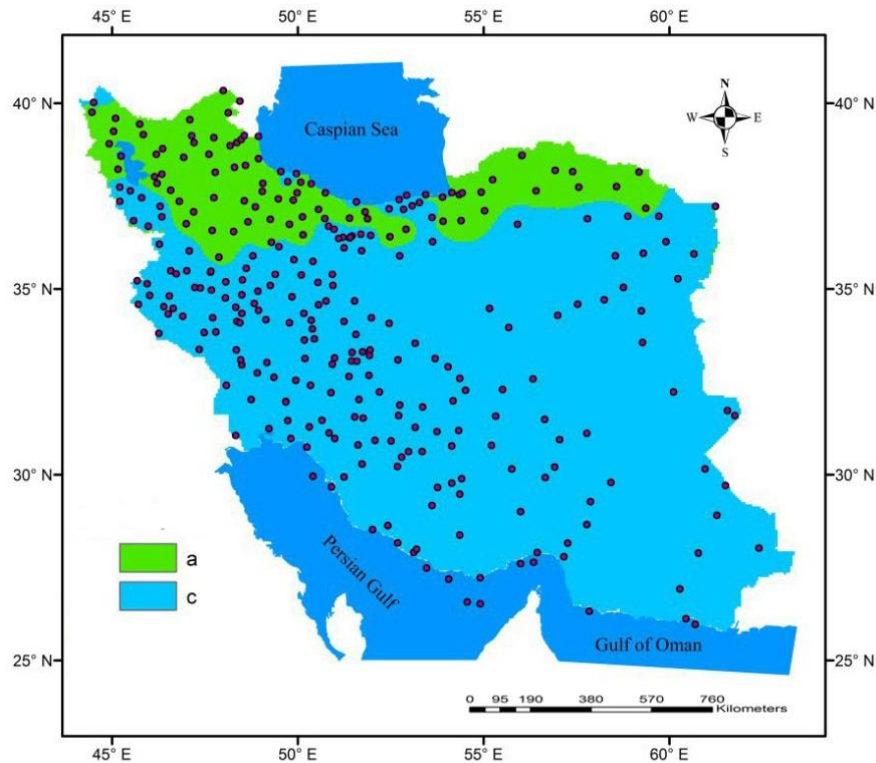 45° E 50° E 55° E 60° E
40° N 40° N
35° N 35° N
30° N 30° N
25° N 25° N
N
W E
S
Caspian Sea
Persian Gulf
Gulf of Oman
a
c
0 95 190 380 570 760
Kilometers
45° E 50° E 55° E 60° E